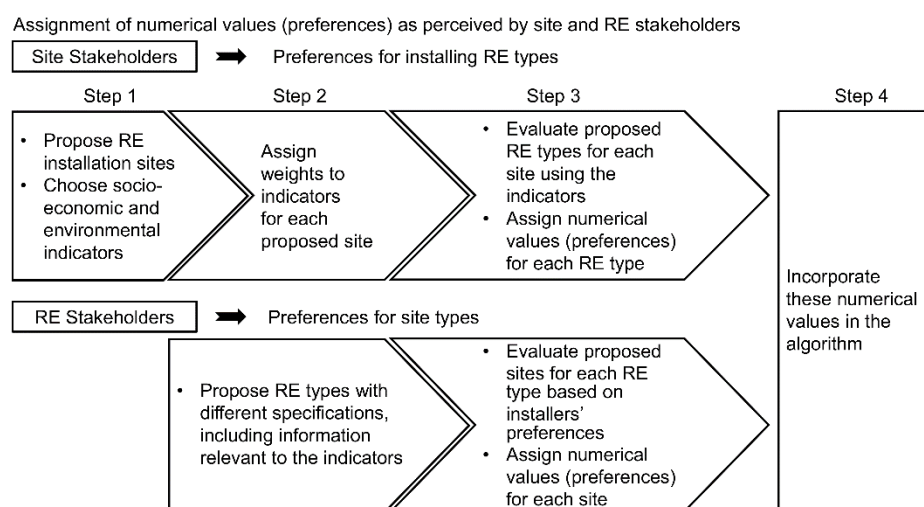 Assignment of numerical values (preferences) as perceived by site and RE stakeholders
Site Stakeholders
Preferences for installing RE types
Step 1
Step 2
Step 3
Step 4
• Propose RE
installation sites
• Choose socio-
economic and
environmental
indicators
Assign
weights to
indicators
for each
proposed site
• Evaluate proposed
RE types for each
site using the
indicators
• Assign numerical
values (preferences)
for each RE type
Incorporate
these numerical
values in the
algorithm
RE Stakeholders
Preferences for site types
• Propose RE types with
different specifications,
including information
relevant to the indicators
• Evaluate proposed
sites for each RE
type based on
installers'
preferences
• Assign numerical
values (preferences)
for each site